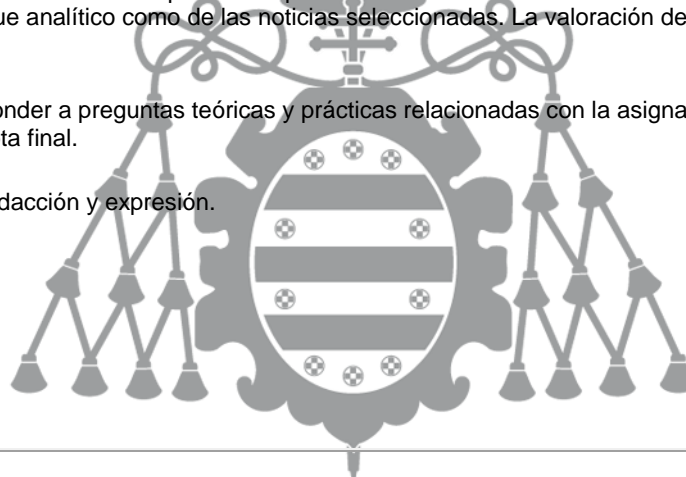 ue analítico como de las noticias seleccionadas. La valoración de
onder a preguntas teóricas y prácticas relacionadas con la asigna
ta final.
dacción y expresión.